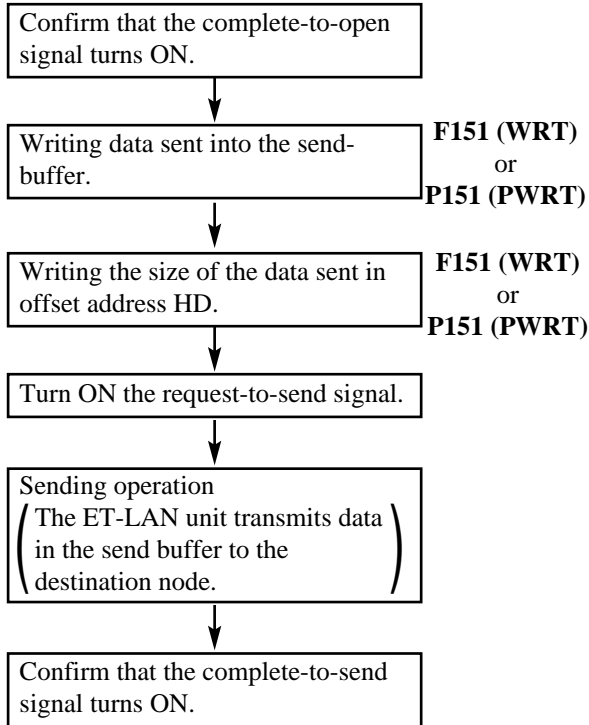 Confirm that the complete-to-open
signal turns ON.
Writing data sent into the send-
buffer.
F151 (WRT)
or
P151 (PWRT)
Writing the size of the data sent in
offset address HD.
F151 (WRT)
or
P151 (PWRT)
Turn ON the request-to-send signal.
Sending operation
(The ET-LAN unit transmits data
in the send buffer to the
destination node.)
Confirm that the complete-to-send
signal turns ON.